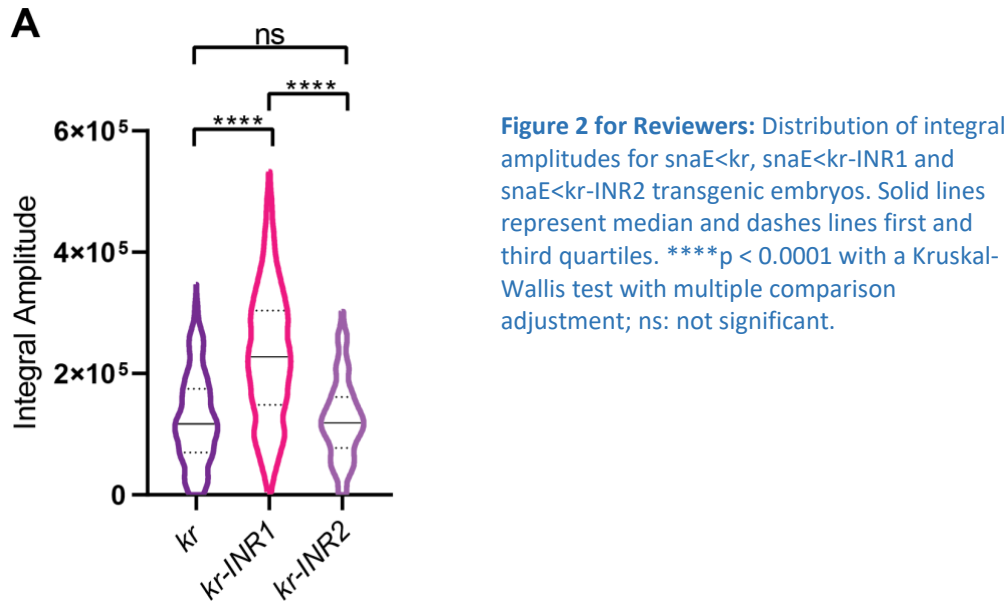 A
ns
****
****
6×10⁵
4×10⁵
2×10⁵
0
Integral Amplitude
kr
kr-INR1
kr-INR2
Figure 2 for Reviewers: Distribution of integral
amplitudes for snaE<kr, snaE<kr-INR1 and
snaE<kr-INR2 transgenic embryos. Solid lines
represent median and dashes lines first and
third quartiles. ****p < 0.0001 with a Kruskal-
Wallis test with multiple comparison
adjustment; ns: not significant.